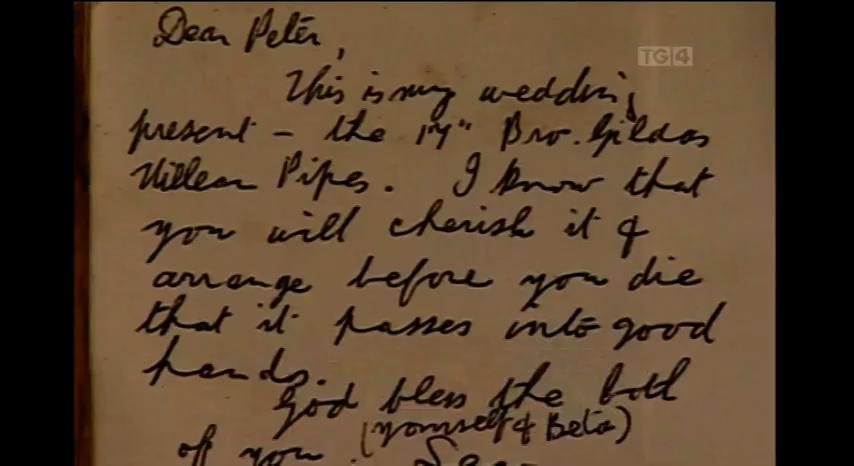 Dear Peter,
TG4
This is my wedding
present – the 14" Bro. Gildas
Uillean Pipes. I know that
you will cherish it &
arrange before you die
that it passes into good
hands.
God bless the both
of you. (yourself & Beta)